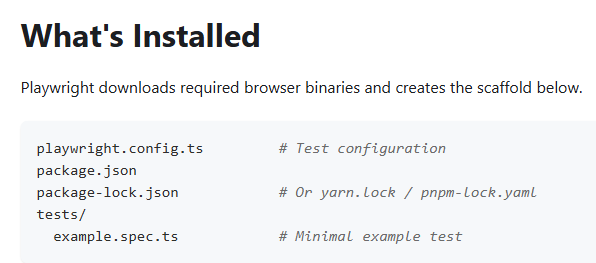 What's Installed
Playwright downloads required browser binaries and creates the scaffold below.
playwright.config.ts         # Test configuration
package.json
package-lock.json            # Or yarn.lock / pnpm-lock.yaml
tests/
  example.spec.ts            # Minimal example test